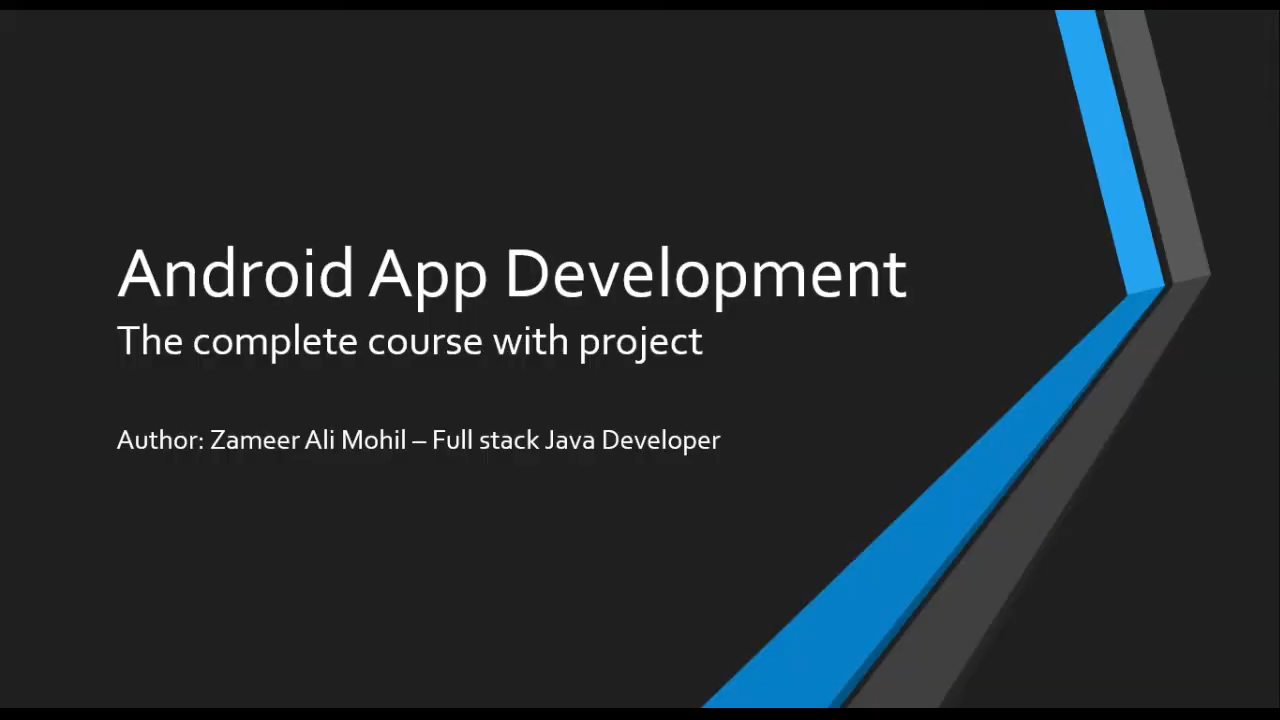 Android App Development
The complete course with project
Author: Zameer Ali Mohil – Full stack Java Developer